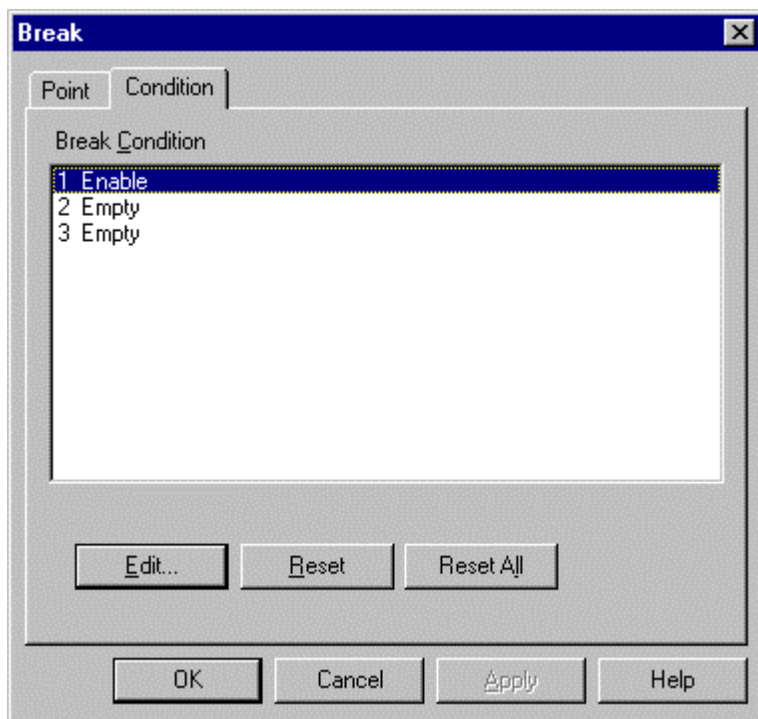 Break
Point Condition
Break Condition
1 Enable
2 Empty
3 Empty
Edit... Reset Reset All
OK Cancel Apply Help